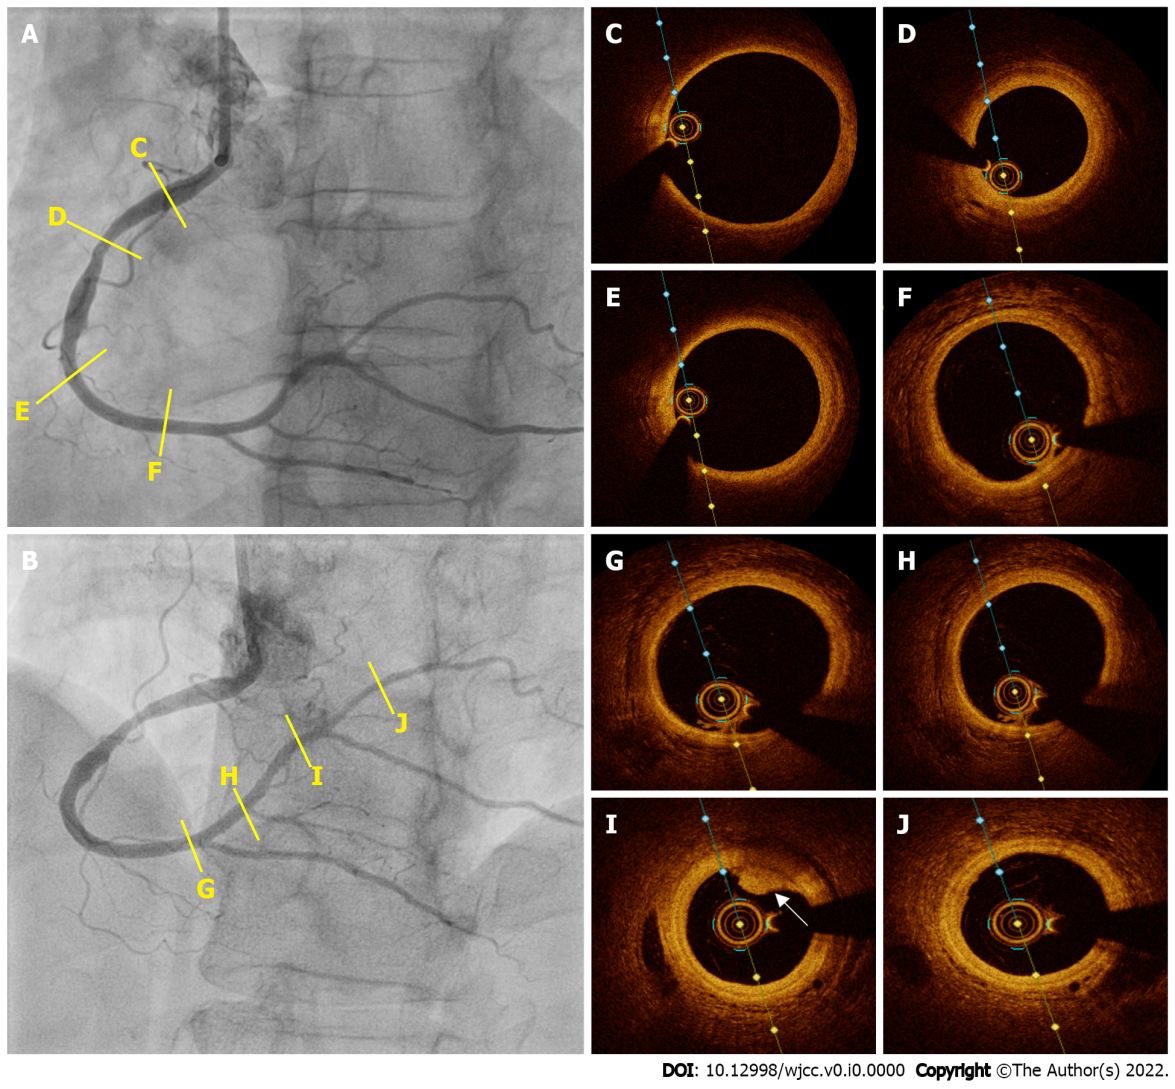 A
C
D
E
F
C
D
E
F
B
J
I
H
G
G
H
I
J
DOI: 10.12998/wjcc.v0.i0.0000 Copyright ©The Author(s) 2022.